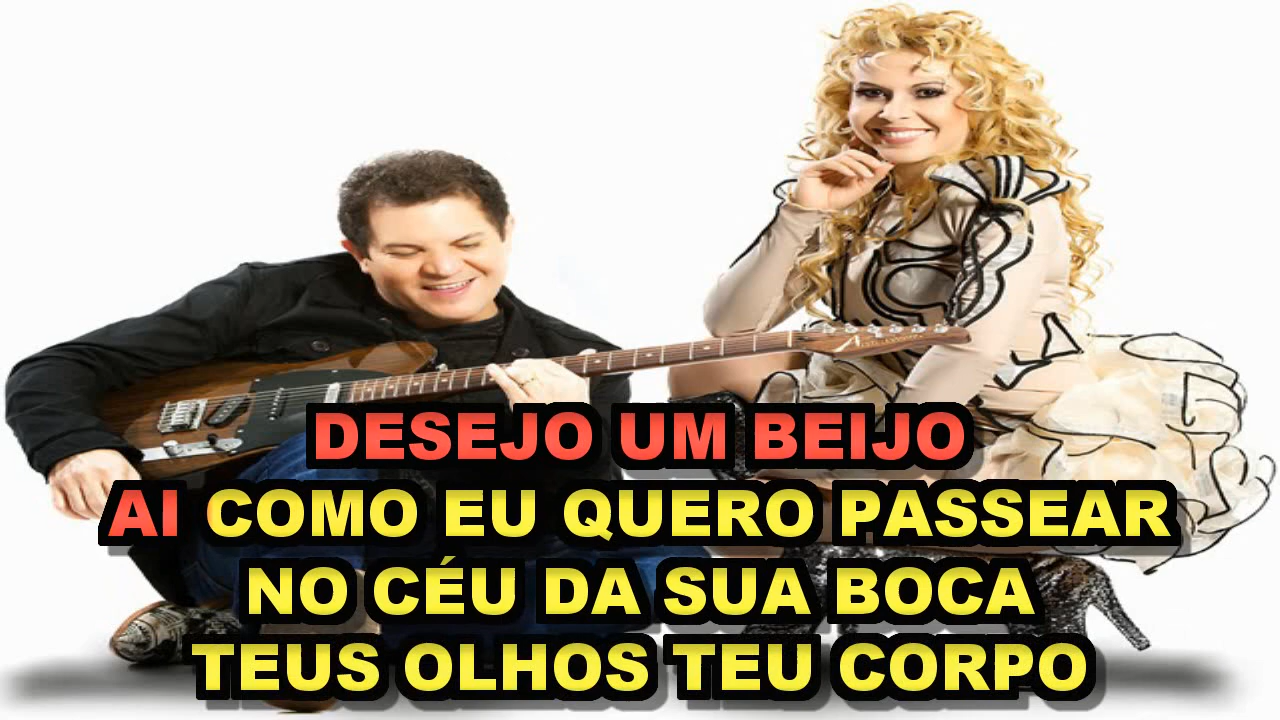 DESEJO UM BEIJO
AI COMO EU QUERO PASSEAR
NO CÉU DA SUA BOCA
TEUS OLHOS TEU CORPO